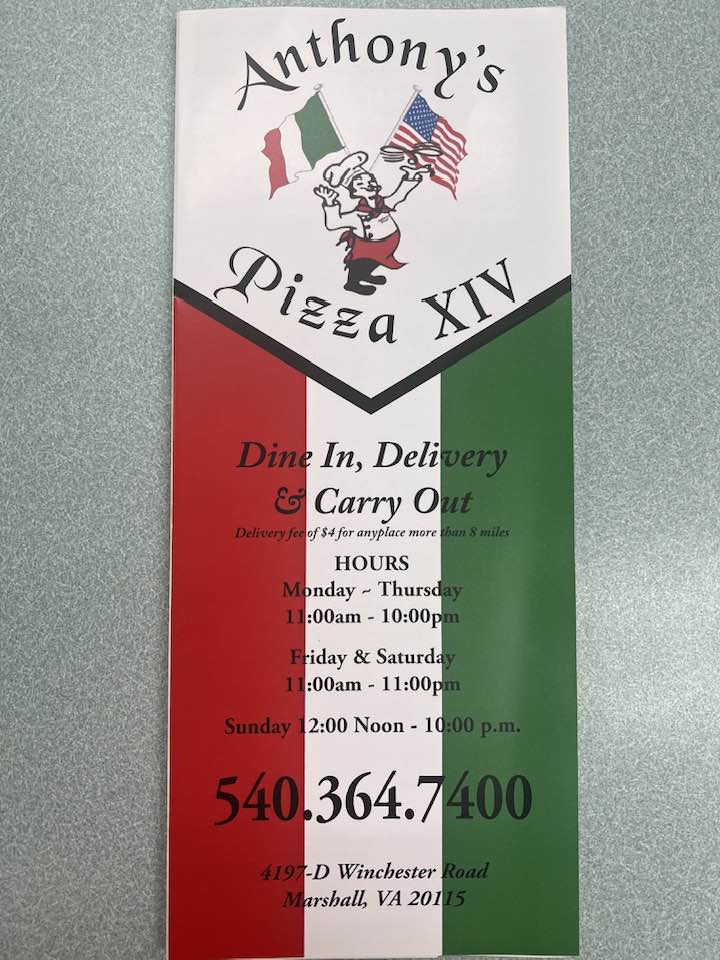 Anthony's
Pizza XIV
Dine In, Delivery
& Carry Out
Delivery fee of $4 for anyplace more than 8 miles
HOURS
Monday ~ Thursday
11:00am - 10:00pm
Friday & Saturday
11:00am - 11:00pm
Sunday 12:00 Noon - 10:00 p.m.
540.364.7400
4197-D Winchester Road
Marshall, VA 20115